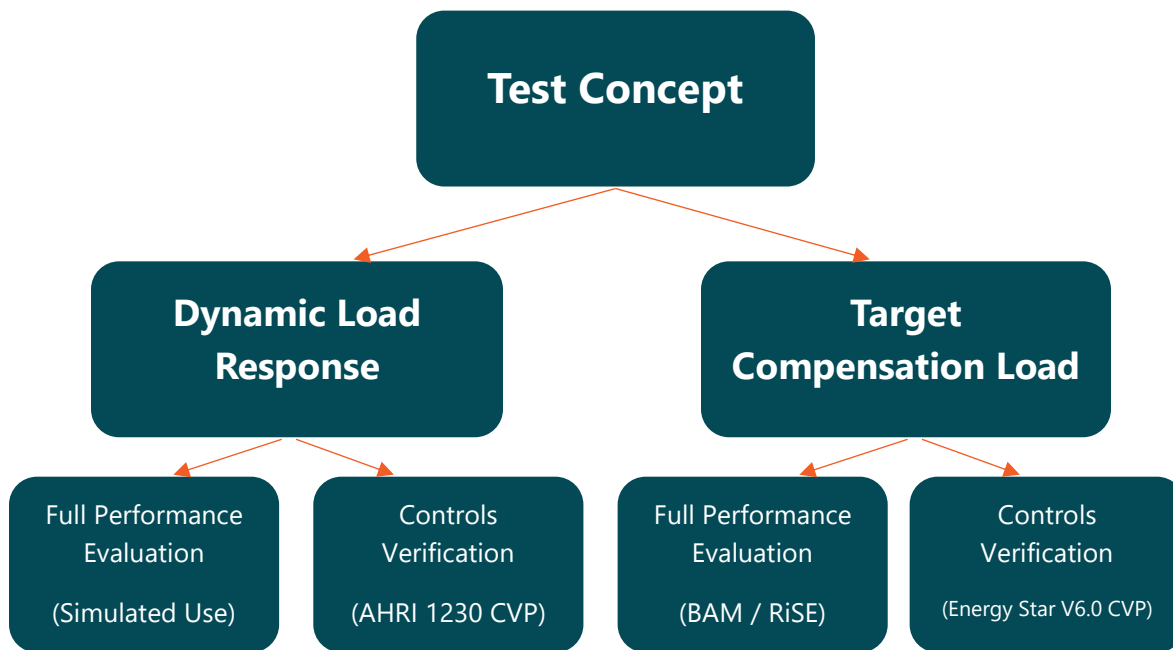 Test Concept
Dynamic Load
Response
Target
Compensation Load
Full Performance
Evaluation
(Simulated Use)
Controls
Verification
(AHRI 1230 CVP)
Full Performance
Evaluation
(BAM / RiSE)
Controls
Verification
(Energy Star V6.0 CVP)